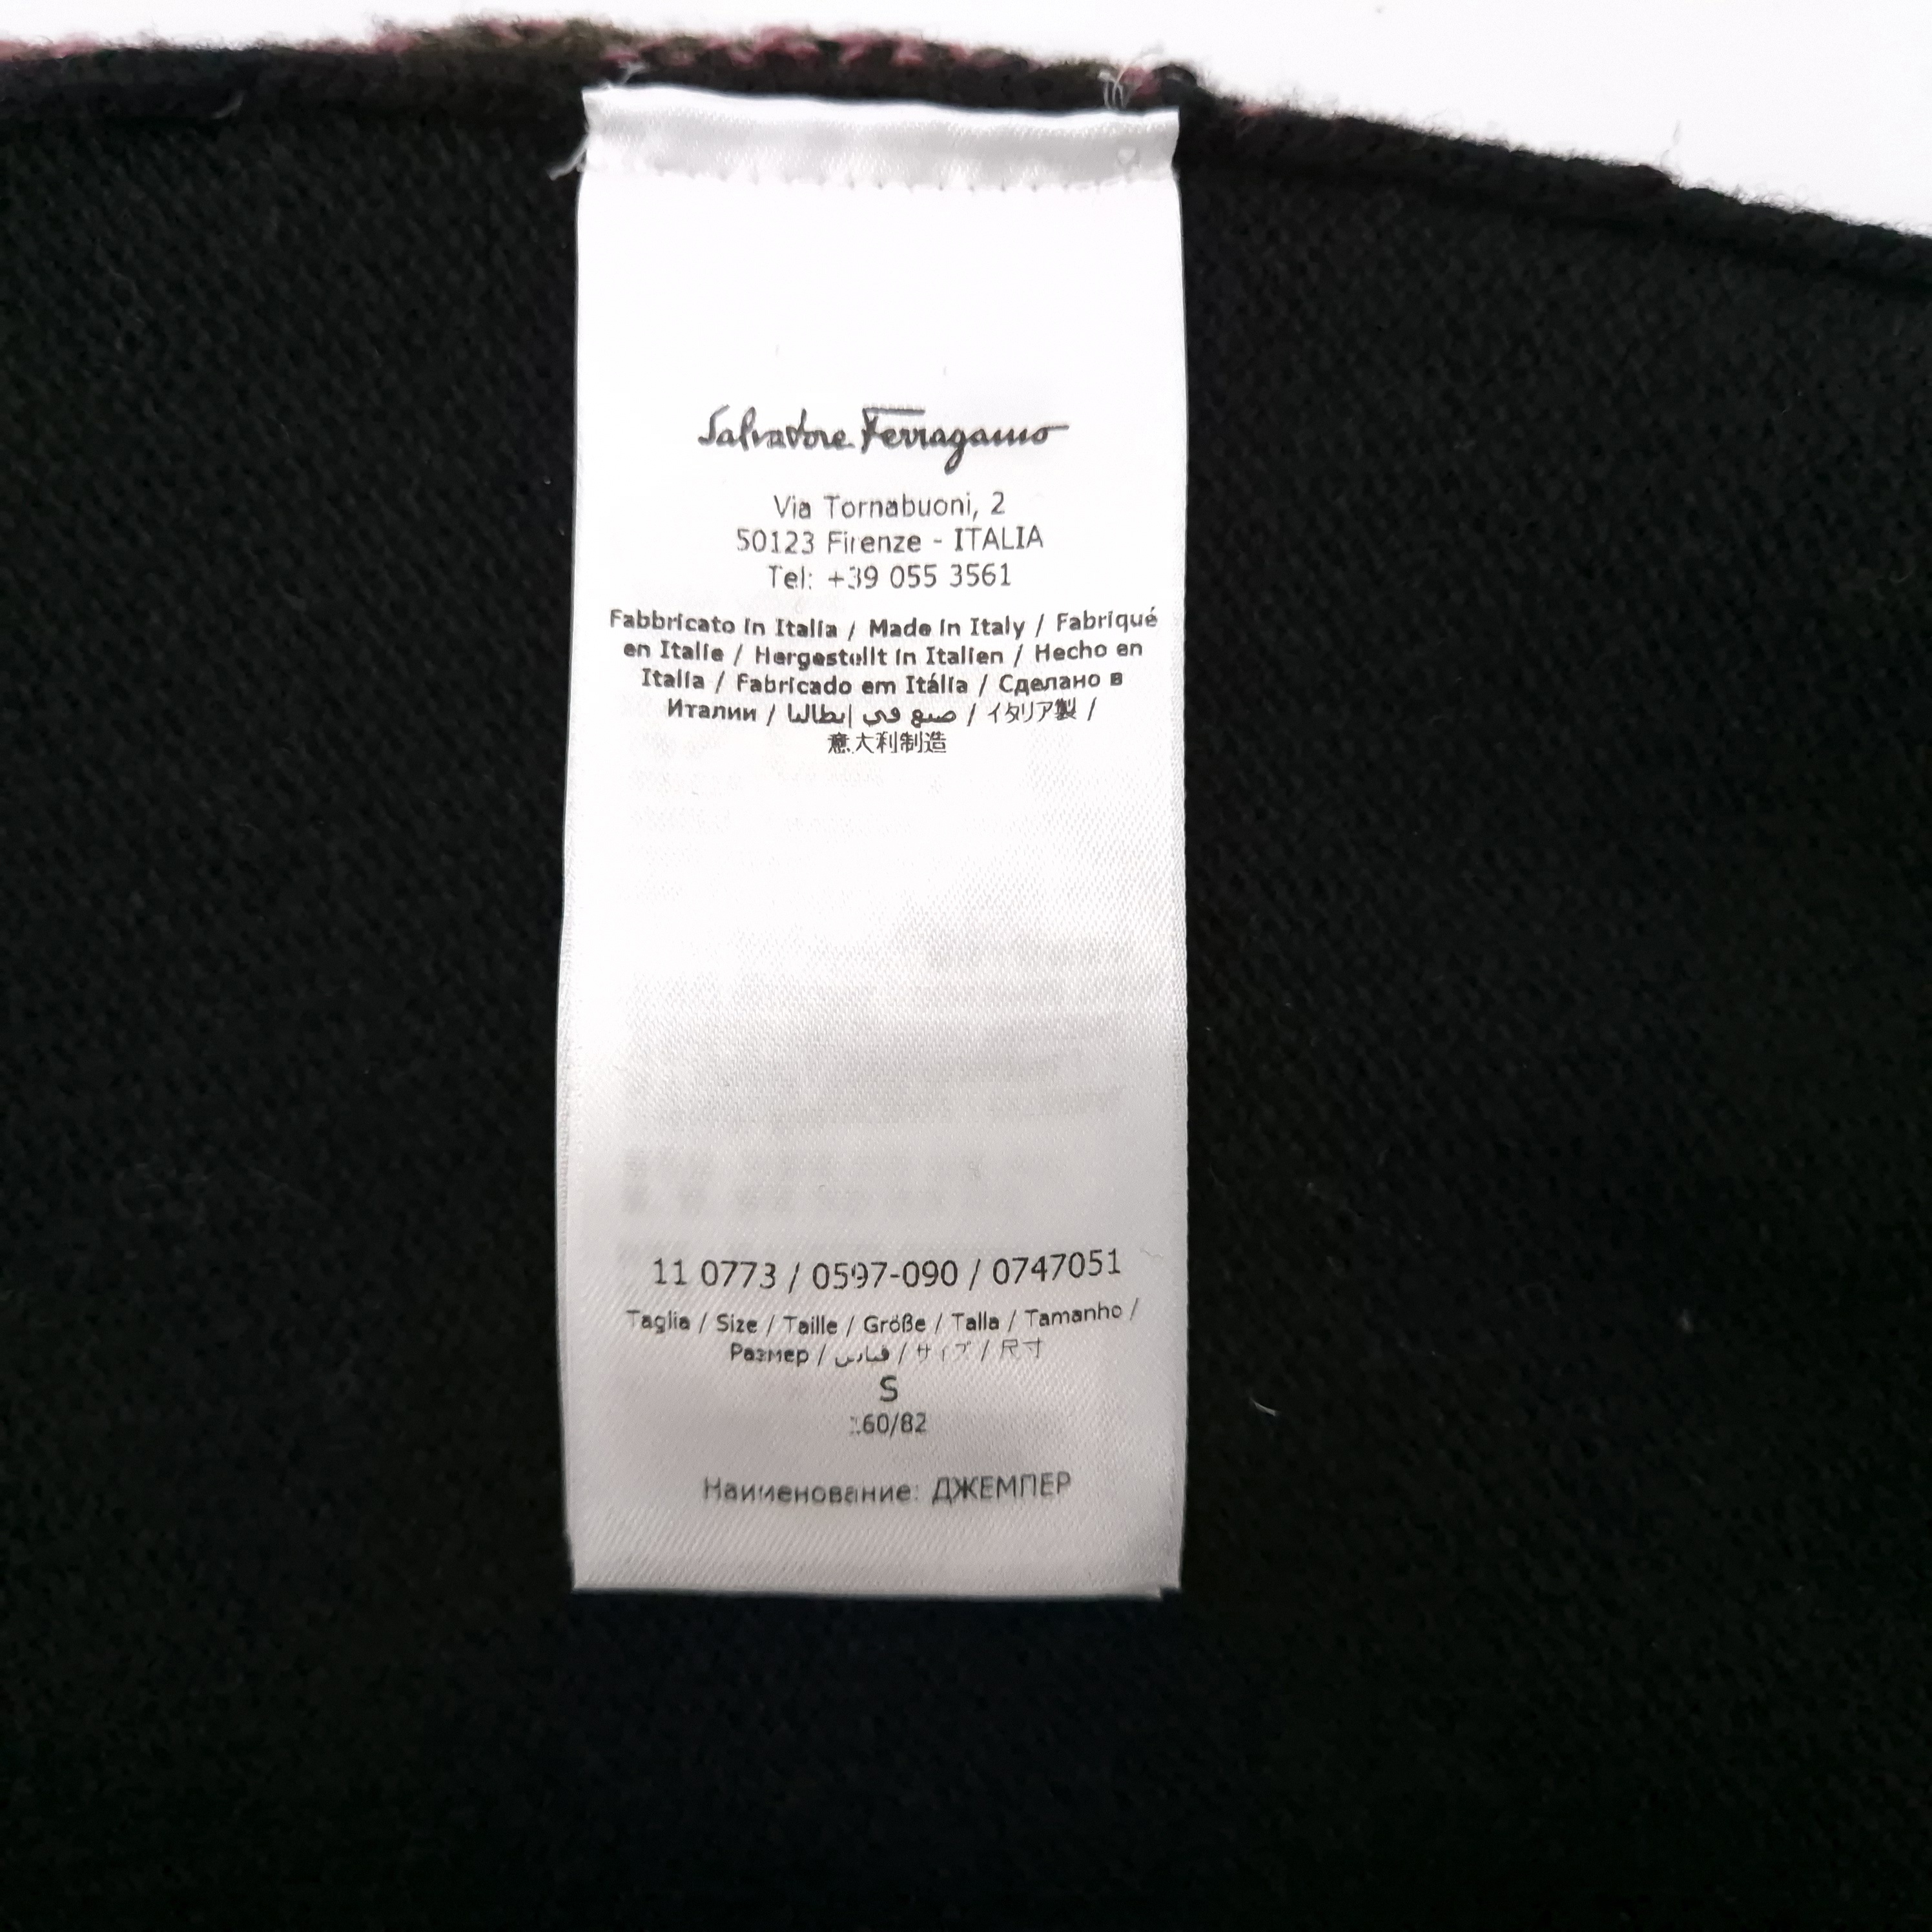 Salvatore Ferragamo
Via Tornabuoni, 2
50123 Firenze - ITALIA
Tel: +39 055 3561
Fabbricato in Italia / Made in Italy / Fabriqué
en Italie / Hergestellt in Italien / Hecho en
Italia / Fabricado em Itália / Сделано в
Италии / صنع في إيطاليا / イタリア製 /
意大利制造
11 0773 / 0597-090 / 0747051
Taglia / Size / Taille / Größe / Talla / Tamanho /
Размер / قياس / サイズ / 尺寸
S
160/82
Наименование: ДЖЕМПЕР